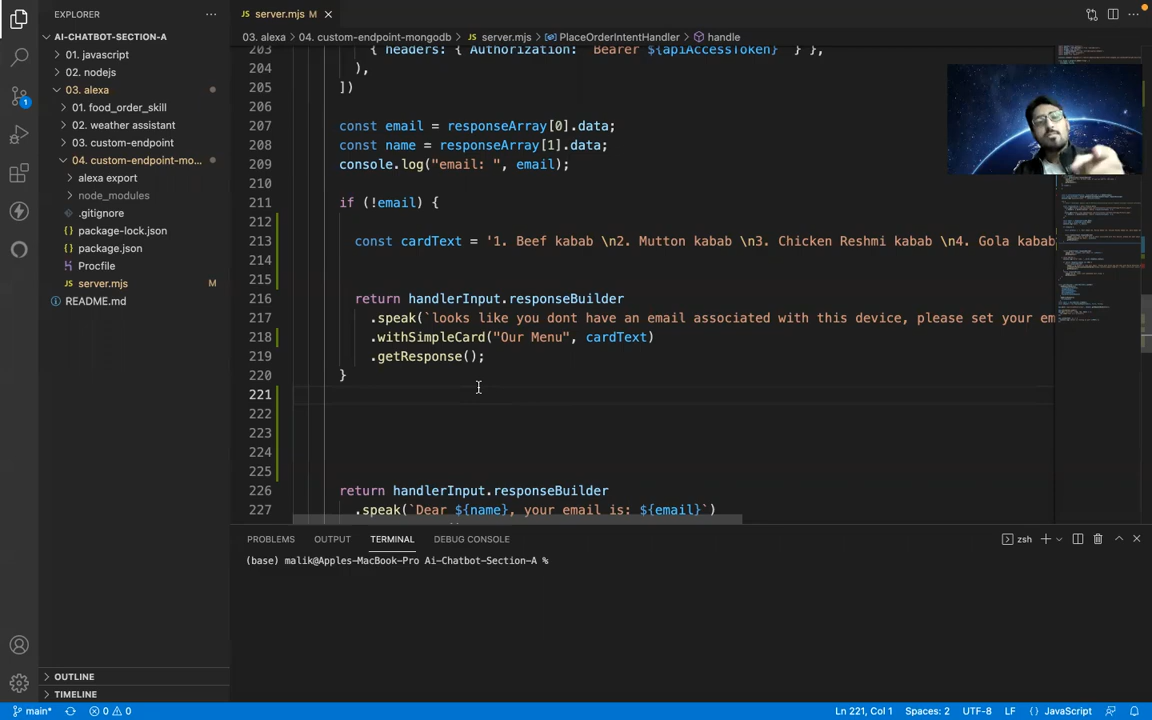 EXPLORER
server.mjs M
AI-CHATBOT-SECTION-A
01. javascript
02. nodejs
03. alexa
01. food_order_skill
02. weather assistant
03. custom-endpoint
04. custom-endpoint-mo...
alexa export
node_modules
.gitignore
package-lock.json
package.json
Procfile
server.mjs M
README.md
OUTLINE
TIMELINE
03. alexa > 04. custom-endpoint-mongodb > server.mjs > PlaceOrderIntentHandler > handle
203 { headers: { Authorization: `Bearer ${apiAccessToken}` } },
204 ),
205 ])
206
207 const email = responseArray[0].data;
208 const name = responseArray[1].data;
209 console.log("email: ", email);
210
211 if (!email) {
212
213 const cardText = '1. Beef kabab \n2. Mutton kabab \n3. Chicken Reshmi kabab \n4. Gola kabab
214
215
216 return handlerInput.responseBuilder
217 .speak(`looks like you dont have an email associated with this device, please set your em
218 .withSimpleCard("Our Menu", cardText)
219 .getResponse();
220 }
221
222
223
224
225
226 return handlerInput.responseBuilder
227 .speak(`Dear ${name}, your email is: ${email}`)
PROBLEMS OUTPUT TERMINAL DEBUG CONSOLE
zsh
(base) malik@Apples-MacBook-Pro Ai-Chatbot-Section-A %
main* 0 0 Ln 221, Col 1 Spaces: 2 UTF-8 LF {} JavaScript
1